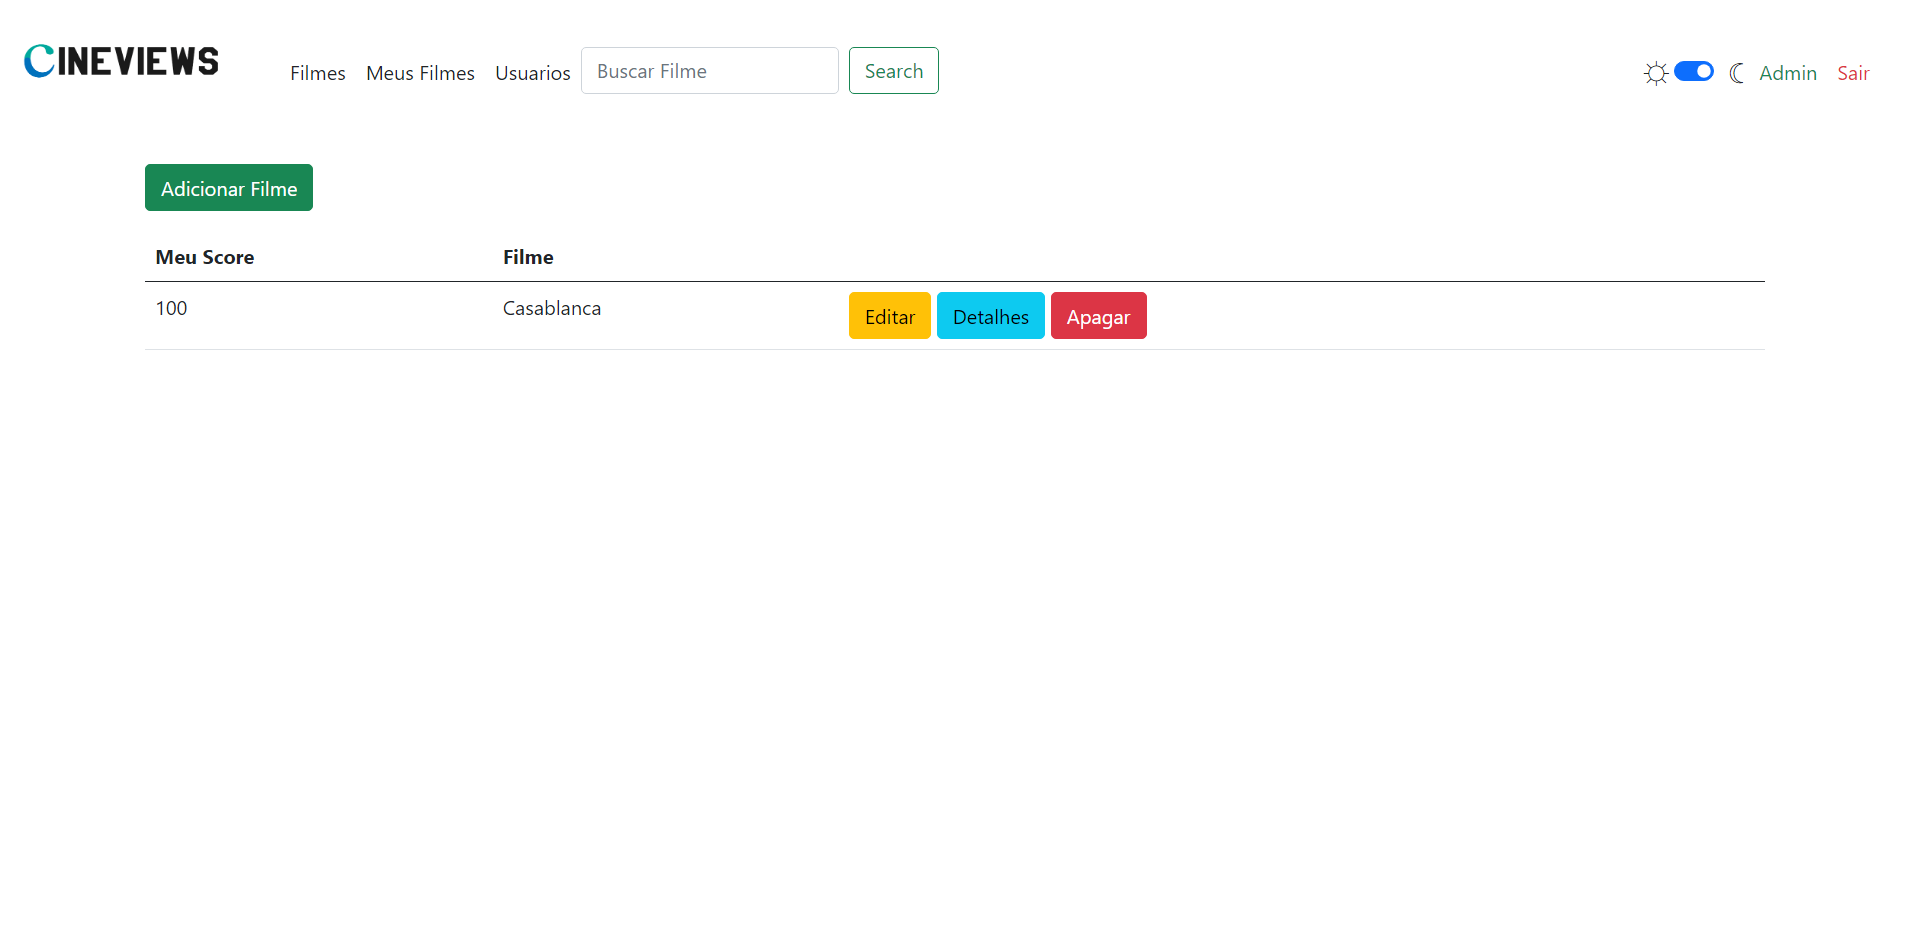 CINEVIEWS
Filmes Meus Filmes Usuarios Buscar Filme Search Admin Sair
Adicionar Filme
Meu Score Filme
100 Casablanca Editar Detalhes Apagar